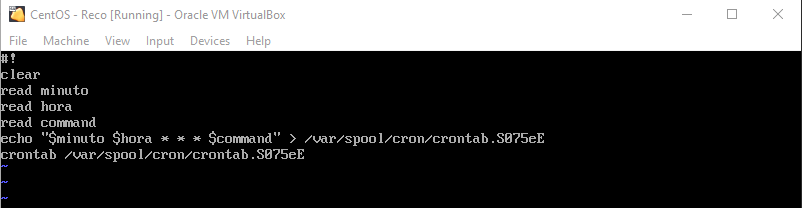 CentOS - Reco [Running] - Oracle VM VirtualBox
File Machine View Input Devices Help
#!
clear
read minuto
read hora
read command
echo "$minuto $hora * * * $command" > /var/spool/cron/crontab.S075eE
crontab /var/spool/cron/crontab.S075eE
~
~
~